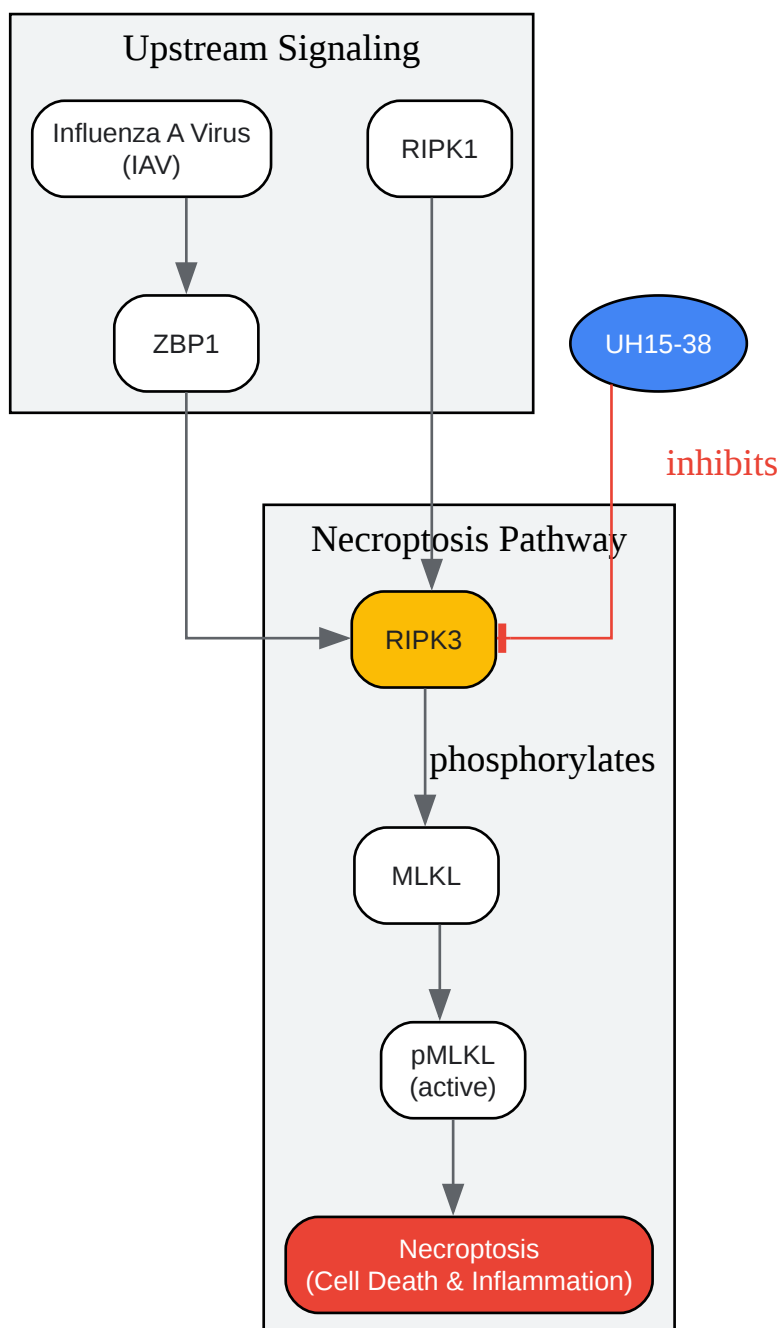 Upstream Signaling
Influenza A Virus
(IAV)
RIPK1
ZBP1
UH15-38
inhibits
Necroptosis Pathway
RIPK3
phosphorylates
MLKL
pMLKL
(active)
Necroptosis
(Cell Death & Inflammation)